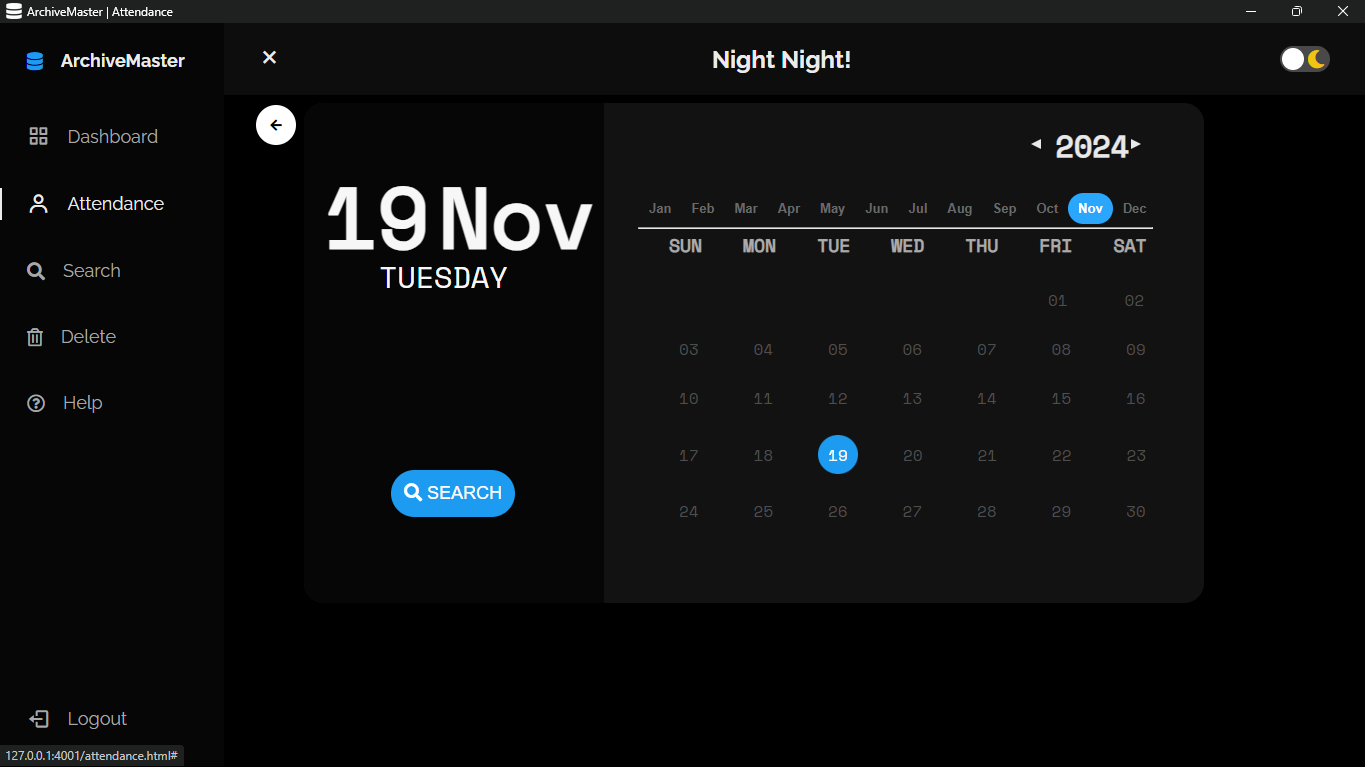 ArchiveMaster | Attendance
ArchiveMaster
Night Night!
Dashboard
Attendance
Search
Delete
Help
Logout
19 Nov
TUESDAY
SEARCH
2024
Jan Feb Mar Apr May Jun Jul Aug Sep Oct Nov Dec
SUN MON TUE WED THU FRI SAT
01 02
03 04 05 06 07 08 09
10 11 12 13 14 15 16
17 18 19 20 21 22 23
24 25 26 27 28 29 30
127.0.0.1:4001/attendance.html#